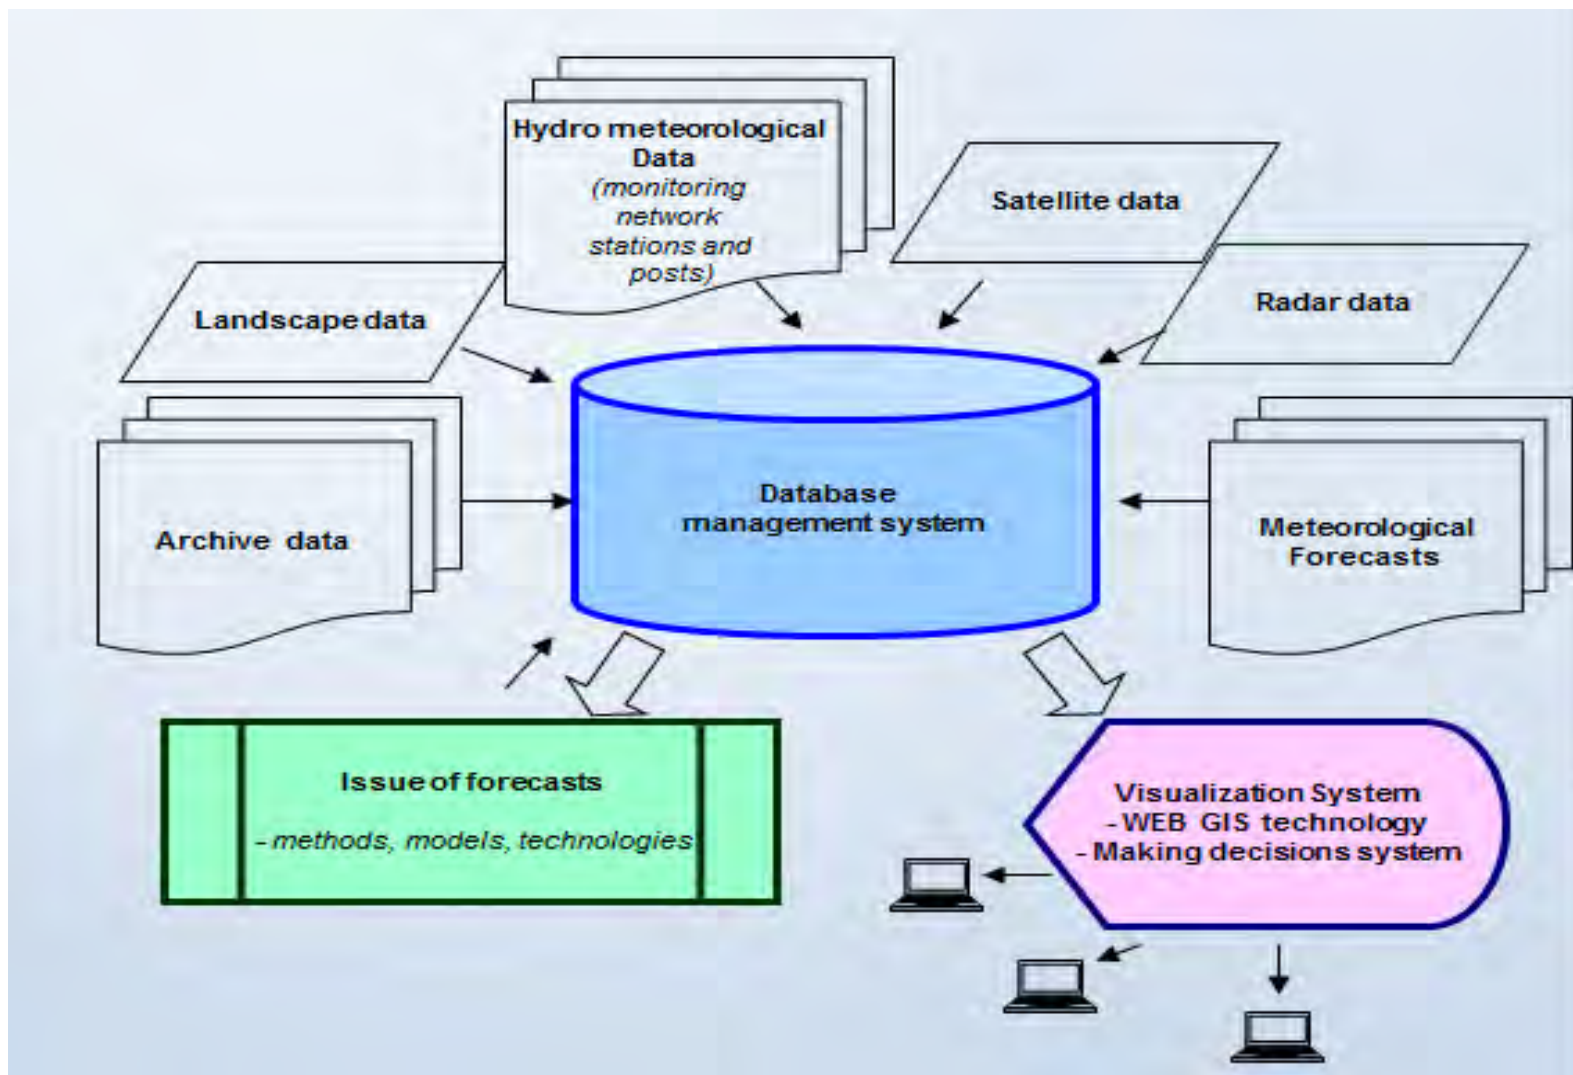 Hydro meteorological
Data
(monitoring
network
stations and
posts)
Satellite data
Radar data
Landscape data
Archive data
Database
management system
Meteorological
Forecasts
Issue of forecasts
- methods, models, technologies
Visualization System
- WEB GIS technology
- Making decisions system